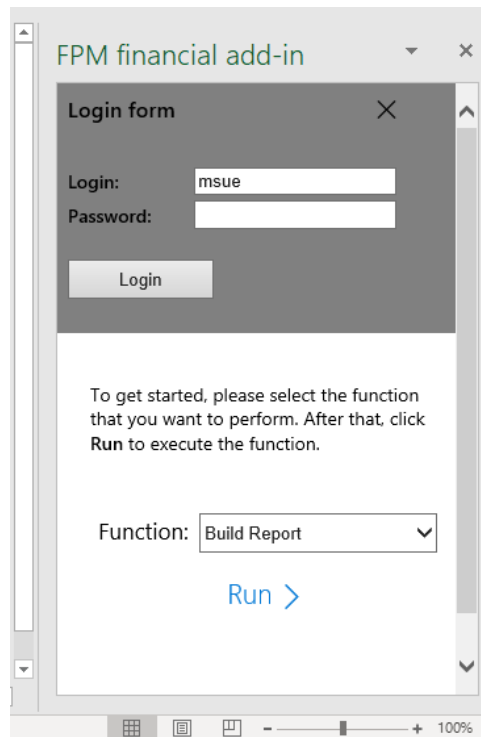 FPM financial add-in
Login form
Login: msue
Password:
Login
To get started, please select the function
that you want to perform. After that, click
Run to execute the function.
Function: Build Report
Run
100%